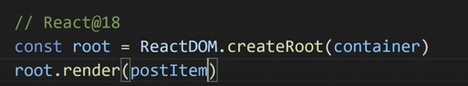 // React@18
const root = ReactDOM.createRoot(container)
root.render(postItem)